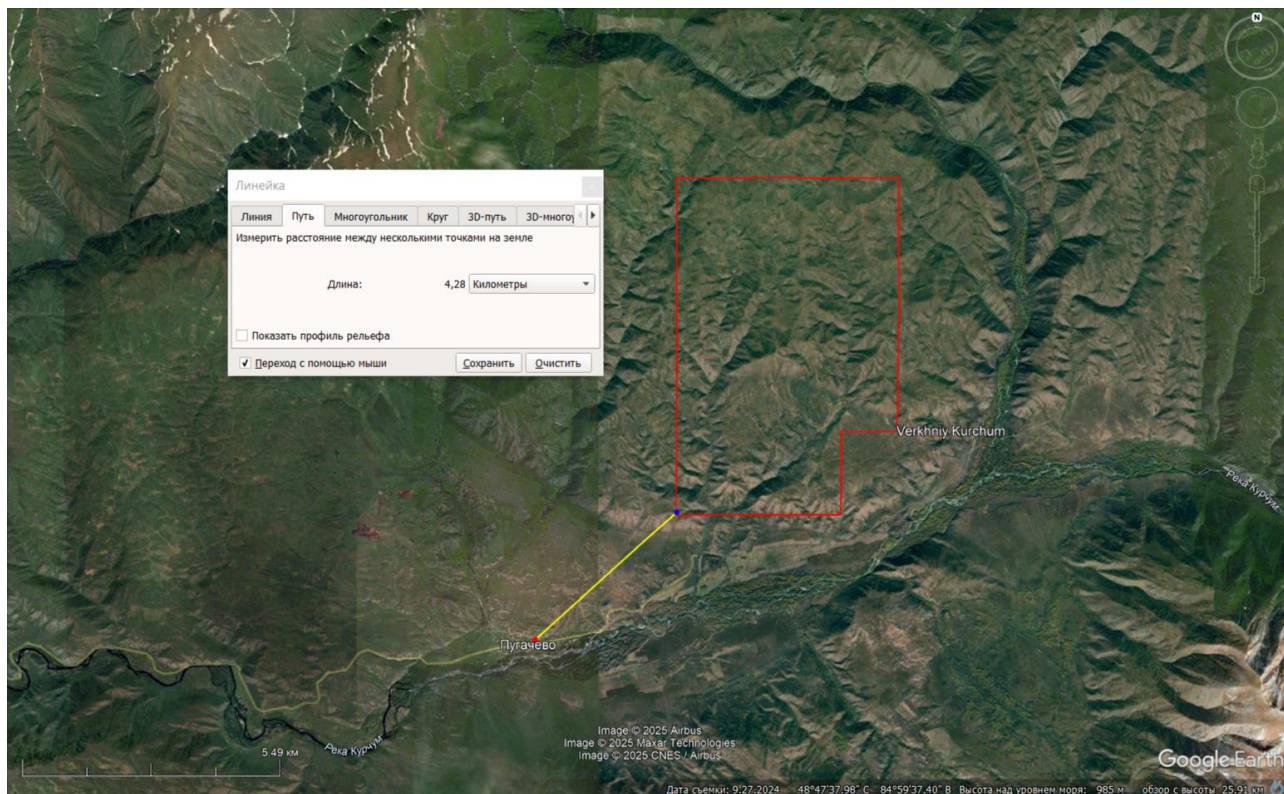 N
Линейка
Линия Путь Многоугольник Круг 3D-путь 3D-многоу
Измерить расстояние между несколькими точками на земле
Длина: 4,28 Километры
Показать профиль рельефа
Переход с помощью мыши Сохранить Очистить
Verkhniy Kurchum
Река Курчум
Пугачёво
Река Курчум
5.49 км
Image © 2025 Airbus
Image © 2025 Maxar Technologies
Image © 2025 CNES / Airbus
Google Earth
Дата съемки: 9.27.2024 48°47'37.98" С 84°59'37.40" В Высота над уровнем моря: 985 м обзор с высоты 25.91 км